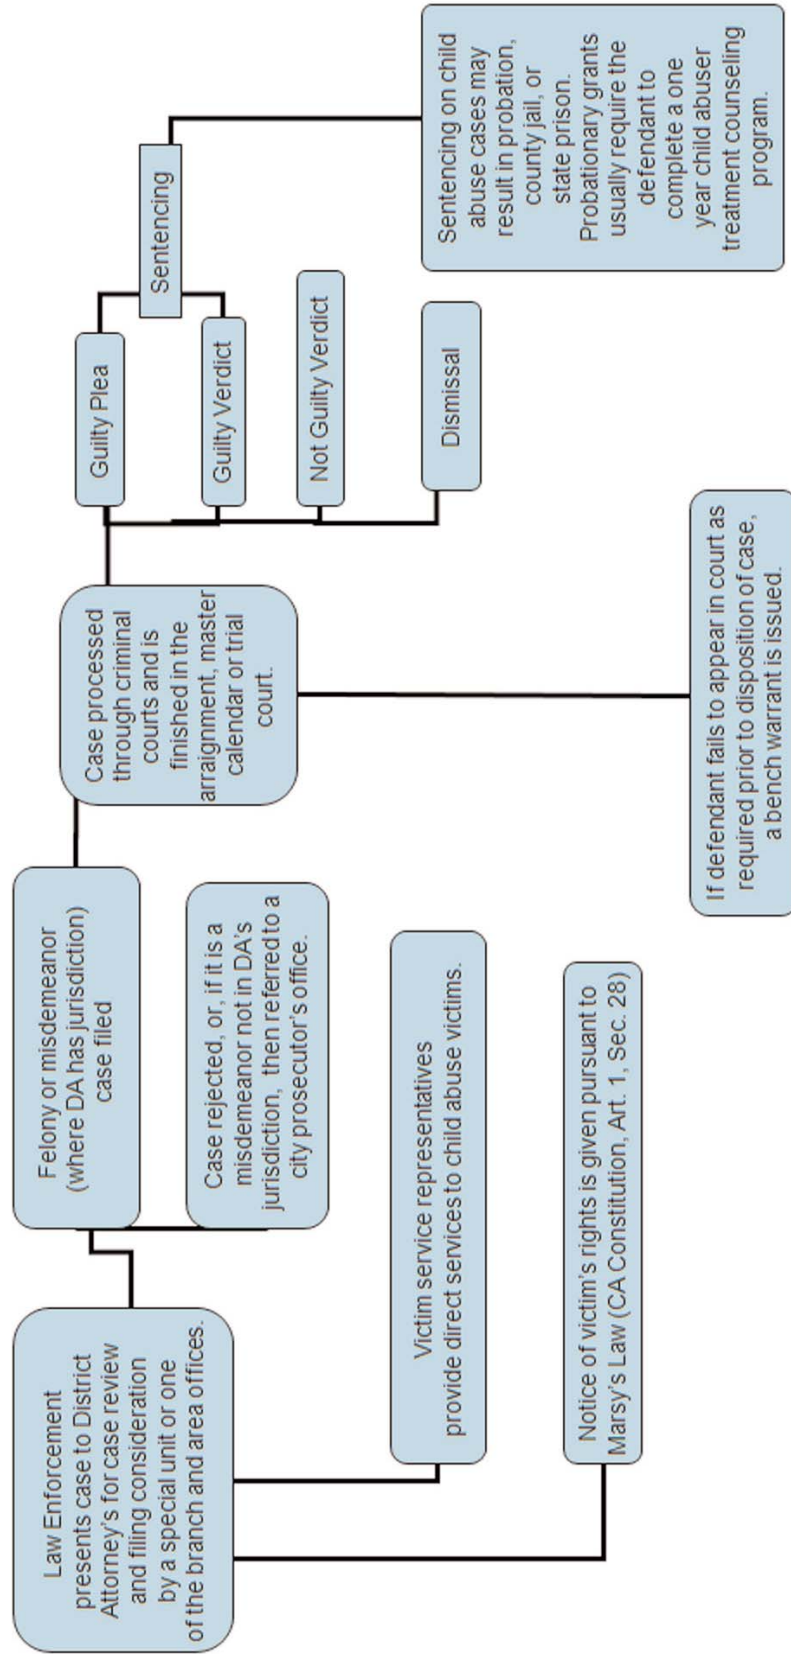 Law Enforcement
presents case to District
Attorney's for case review
and filing consideration
by a special unit or one
of the branch and area offices.
Felony or misdemeanor
(where DA has jurisdiction)
case filed
Case rejected, or, if it is a
misdemeanor not in DA's
jurisdiction, then referred to a
city prosecutor's office.
Victim service representatives
provide direct services to child abuse victims.
Notice of victim's rights is given pursuant to
Marsy's Law (CA Constitution, Art. 1, Sec. 28)
Case processed
through criminal
courts and is
finished in the
arraignment, master
calendar or trial
court.
If defendant fails to appear in court as
required prior to disposition of case,
a bench warrant is issued.
Guilty Plea
Guilty Verdict
Not Guilty Verdict
Dismissal
Sentencing
Sentencing on child
abuse cases may
result in probation,
county jail, or
state prison.
Probationary grants
usually require the
defendant to
complete a one
year child abuser
treatment counseling
program.